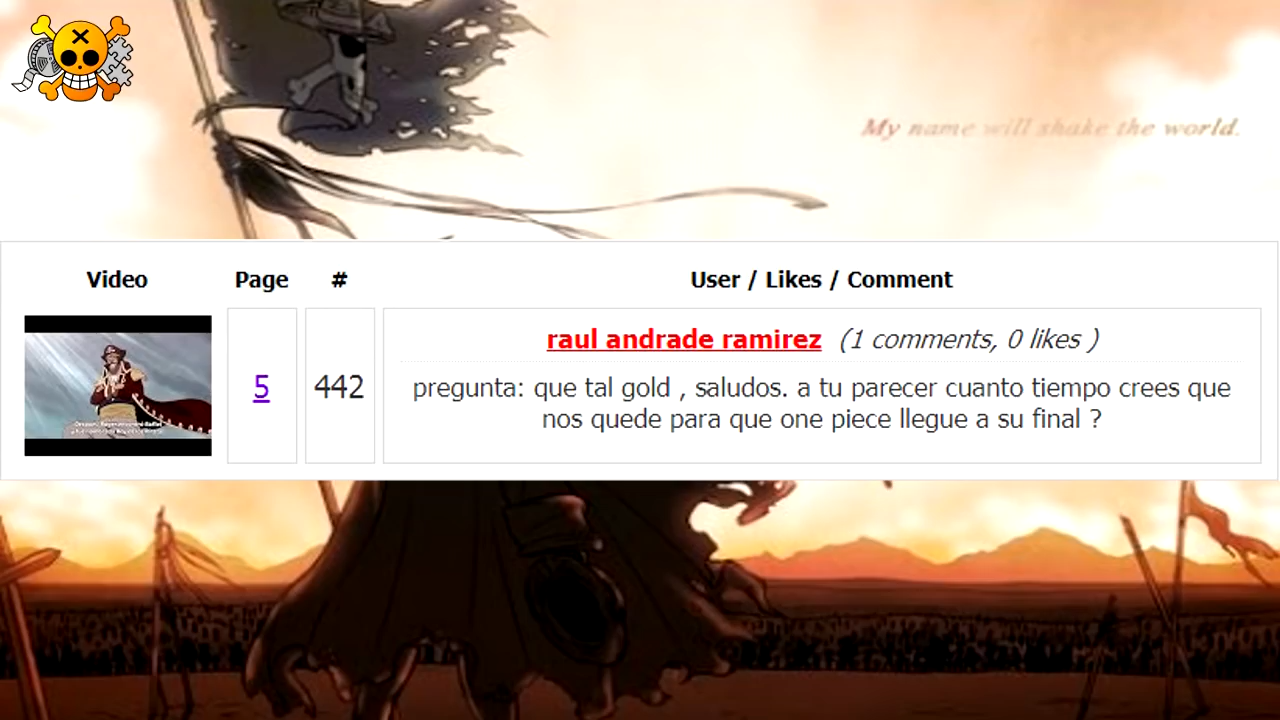 My name will shake the world.
Video Page # User / Likes / Comment
raul andrade ramirez (1 comments, 0 likes )
5 442 pregunta: que tal gold , saludos. a tu parecer cuanto tiempo crees que
nos quede para que one piece llegue a su final ?